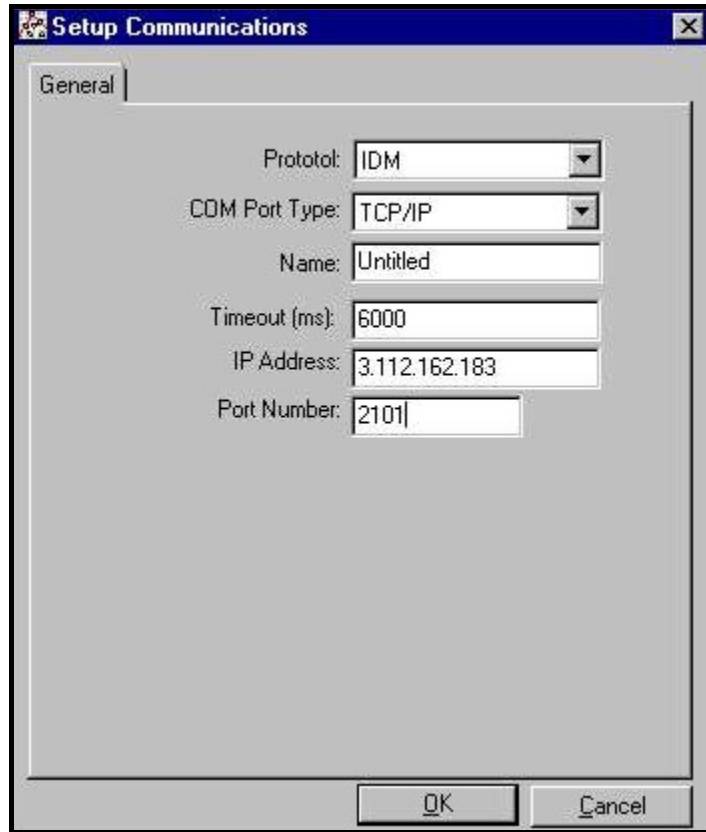 Setup Communications
General
Prototol: IDM
COM Port Type: TCP/IP
Name: Untitled
Timeout (ms): 6000
IP Address: 3.112.162.183
Port Number: 2101
OK Cancel